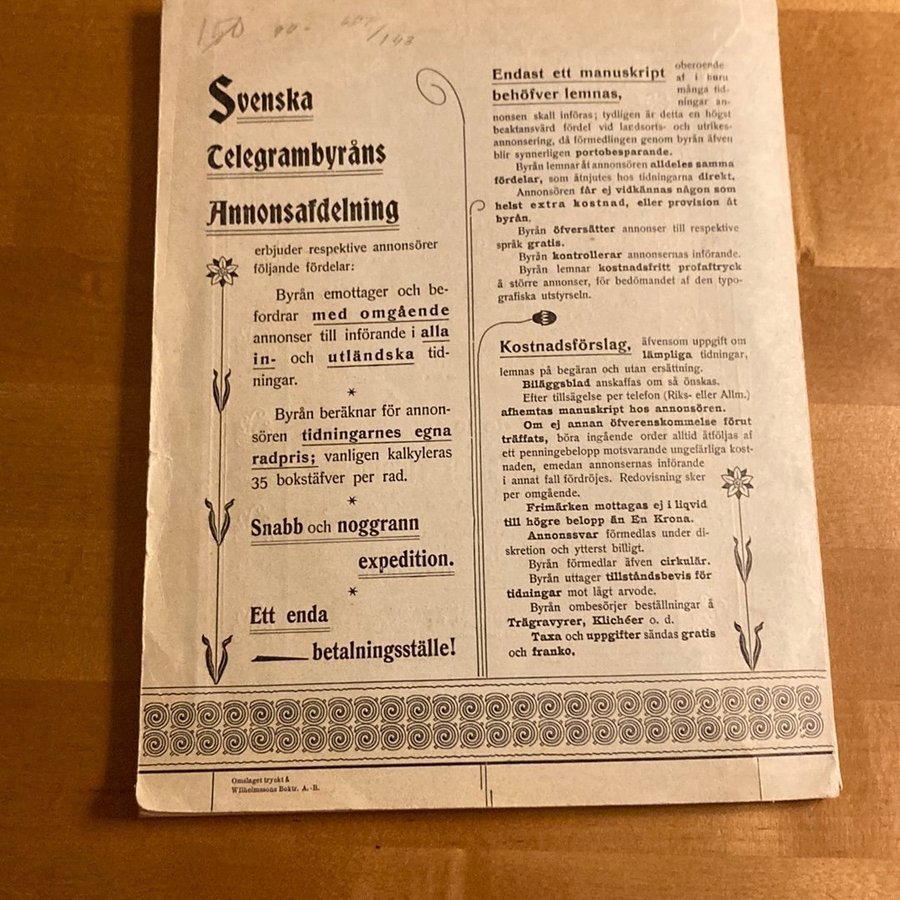 150
Svenska
Telegrambyråns
Annonsafdelning
erbjuder respektive annonsörer
följande fördelar:
Byrån emottager och be-
fordrar med omgående
annonser till införande i alla
in- och utländska tid-
ningar.
*
Byrån beräknar för annon-
sören tidningarnes egna
radpris; vanligen kalkyleras
35 bokstäfver per rad.
*
Snabb och noggrann
expedition.
*
Ett enda
betalningsställe!
Endast ett manuskript
behöfver lemnas,
oberoende
af i huru
många tid-
ningar an-
nonsen skall införas; tydligen är detta en högst
beaktansvärd fördel vid landsorts- och utrikes-
annonsering, då förmedlingen genom byrån äfven
blir synnerligen portobesparande.
Byrån lemnar åt annonsören alldeles samma
fördelar, som åtnjutes hos tidningarna direkt.
Annonsören får ej vidkännas någon som
helst extra kostnad, eller provision åt
byrån.
Byrån öfversätter annonser till respektive
språk gratis.
Byrån kontrollerar annonsernas införande.
Byrån lemnar kostnadsfritt profaftryck
å större annonser, för bedömandet af den typo-
grafiska utstyrseln.
Kostnadsförslag, äfvensom uppgift om
lämpliga tidningar,
lemnas på begäran och utan ersättning.
Biläggsblad anskaffas om så önskas.
Efter tillsägelse per telefon (Riks- eller Allm.)
afhemtas manuskript hos annonsören.
Om ej annan öfverenskommelse förut
träffats, böra ingående order alltid åtföljas af
ett penningebelopp motsvarande ungefärliga kost-
naden, emedan annonsernas införande
i annat fall fördröjes. Redovisning sker
per omgående.
Frimärken mottagas ej i liqvid
till högre belopp än En Krona.
Annonssvar förmedlas under di-
skretion och ytterst billigt.
Byrån förmedlar äfven cirkulär.
Byrån uttager tillståndsbevis för
tidningar mot lågt arvode.
Byrån ombesörjer beställningar å
Trägravyrer, Klichéer o. d.
Taxa och uppgifter sändas gratis
och franko.
Omslaget tryckt å
Wilhelmssons Boktr. A.-B.